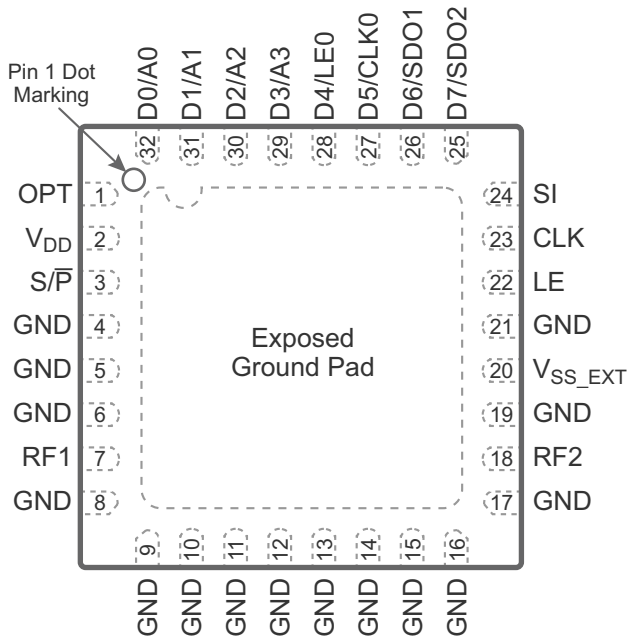 D0/A0
D1/A1
D2/A2
D3/A3
D4/LE0
D5/CLK0
D6/SDO1
D7/SDO2
Pin 1 Dot
Marking
32
31
30
29
28
27
26
25
OPT 1
24 SI
VDD 2
23 CLK
S/P̅ 3
22 LE
GND 4
21 GND
Exposed
Ground Pad
GND 5
20 VSS_EXT
GND 6
19 GND
RF1 7
18 RF2
GND 8
17 GND
9
10
11
12
13
14
15
16
GND
GND
GND
GND
GND
GND
GND
GND